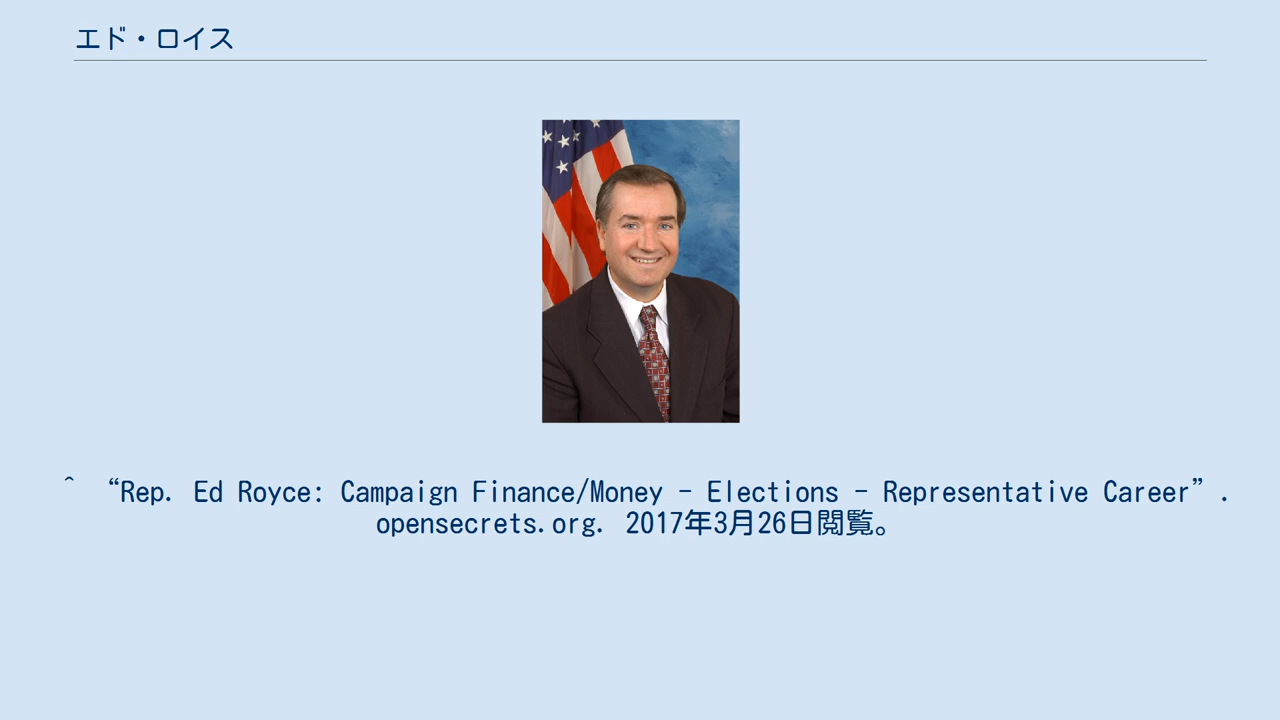 エド・ロイス
^ “Rep. Ed Royce: Campaign Finance/Money - Elections - Representative Career”.
opensecrets.org. 2017年3月26日閲覧。